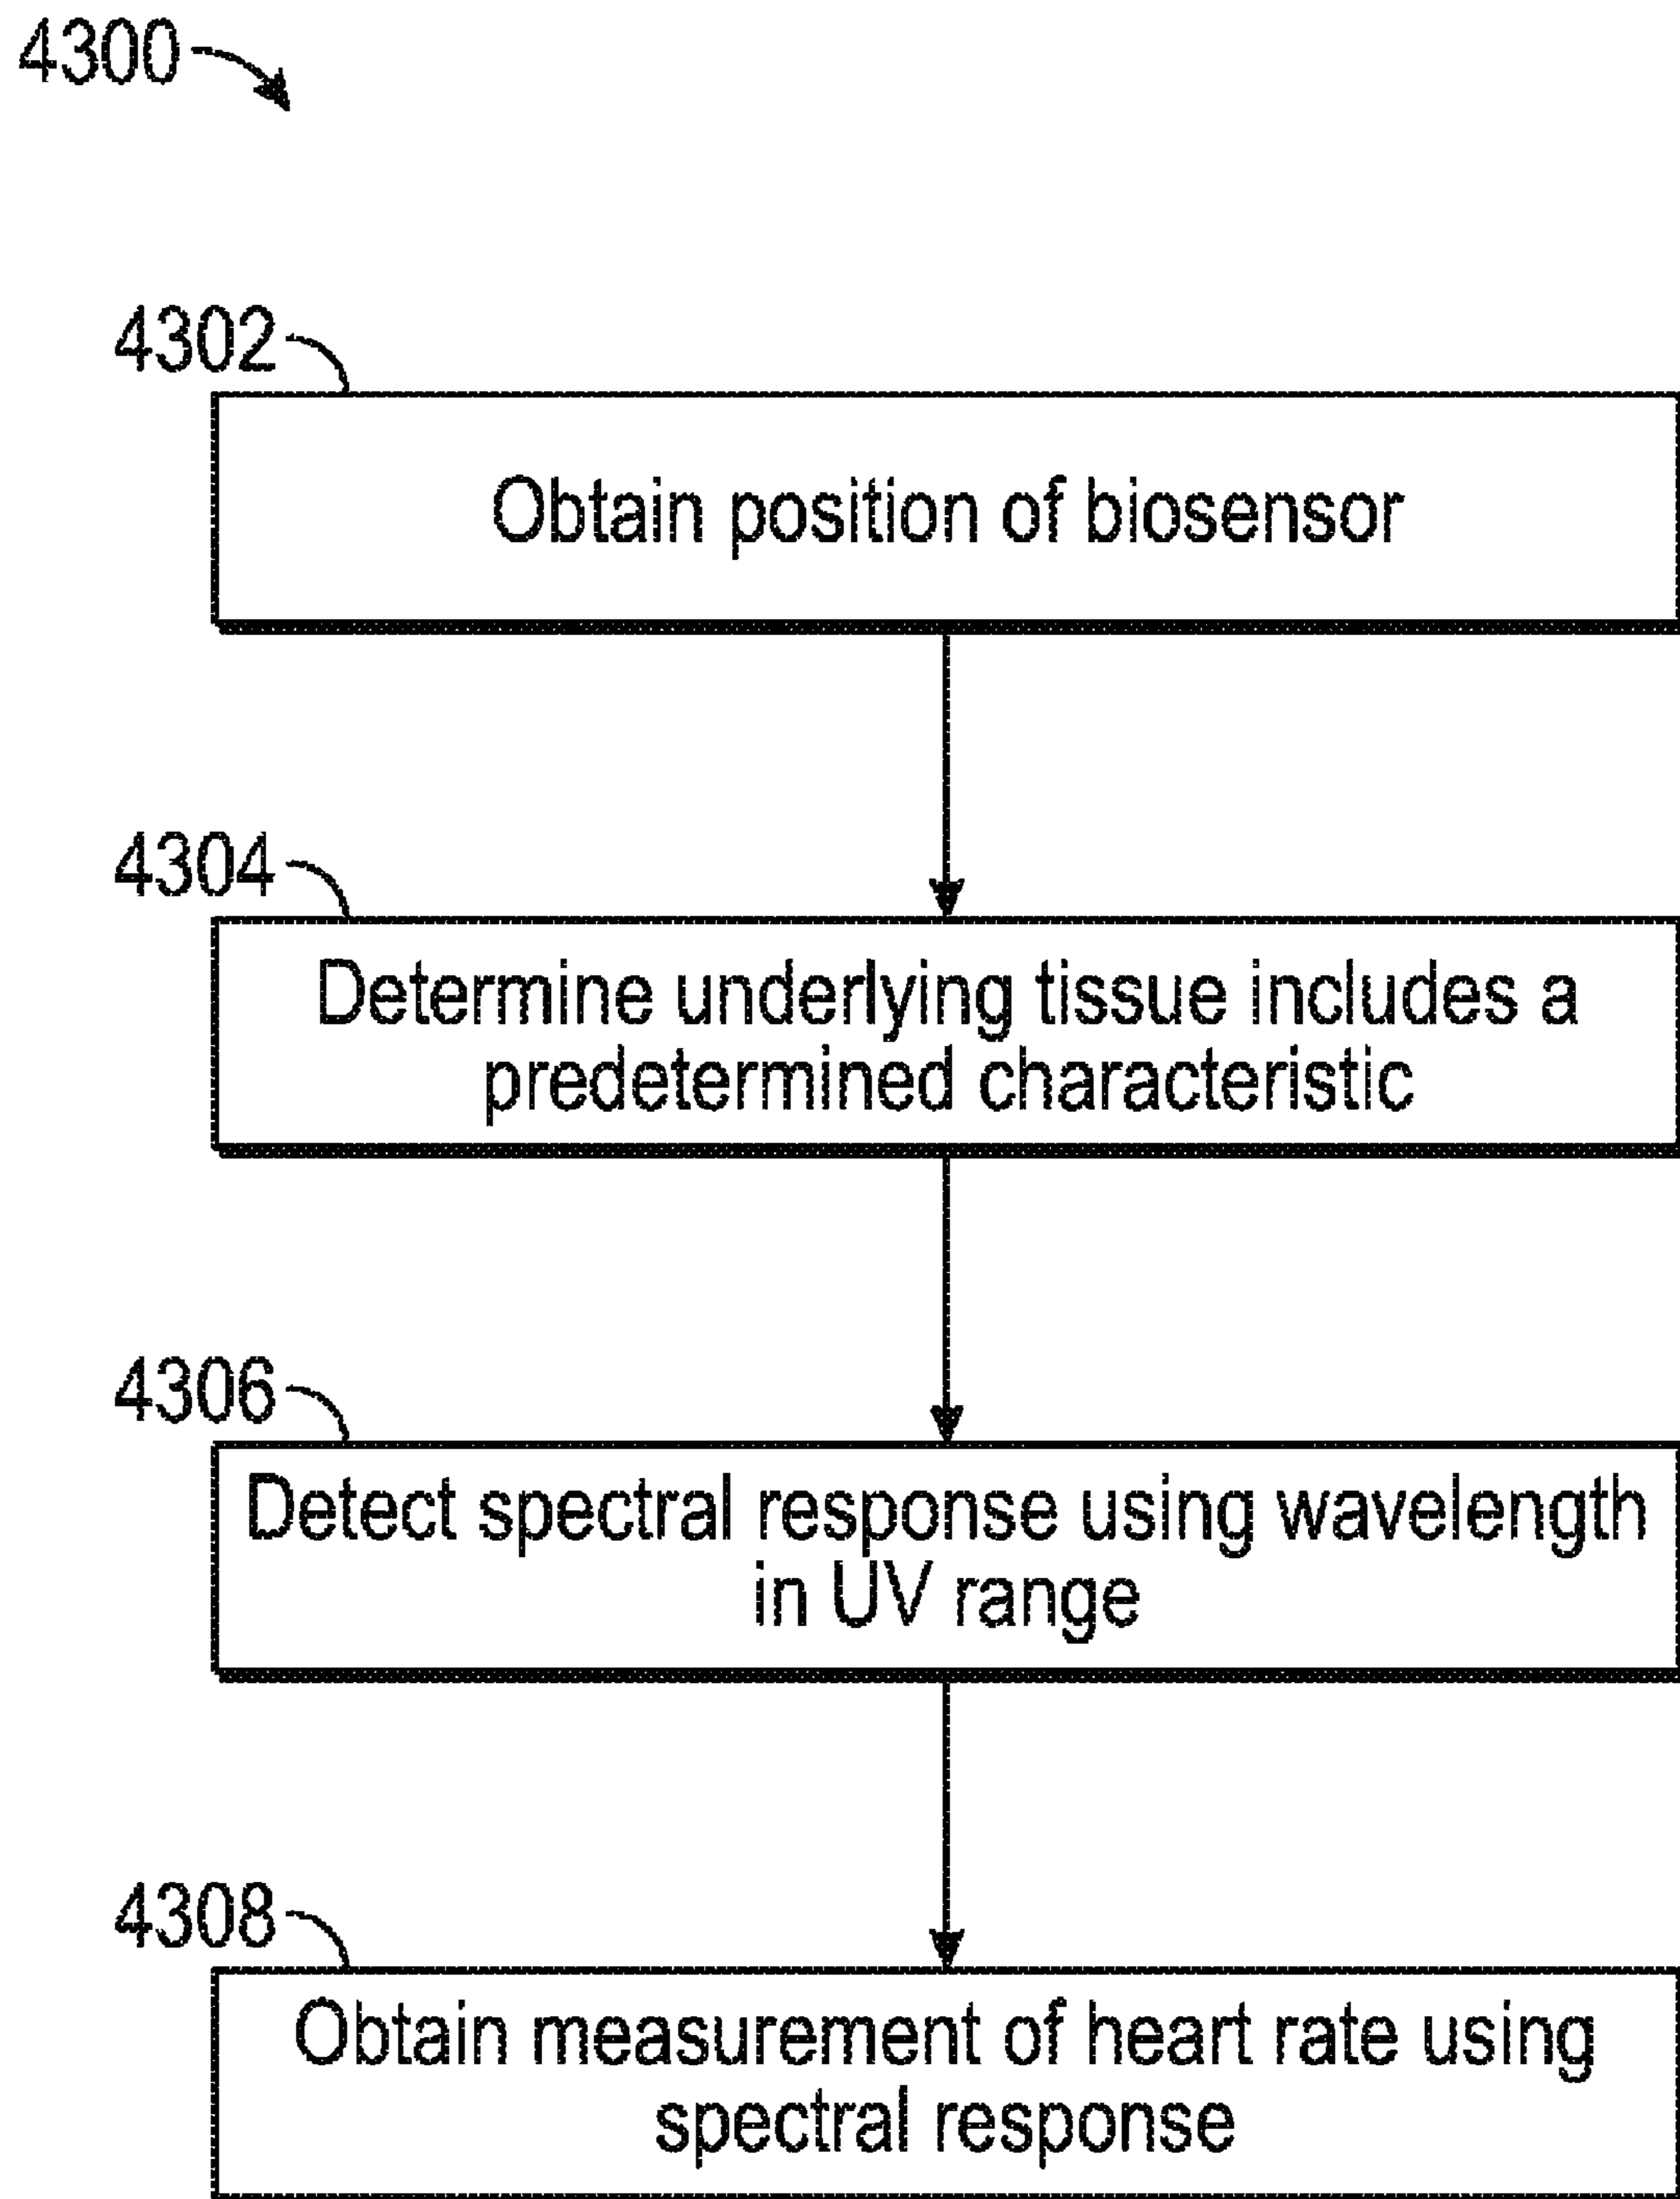 4300
4302
Obtain position of biosensor
4304
Determine underlying tissue includes a
predetermined characteristic
4306
Detect spectral response using wavelength
in UV range
4308
Obtain measurement of heart rate using
spectral response